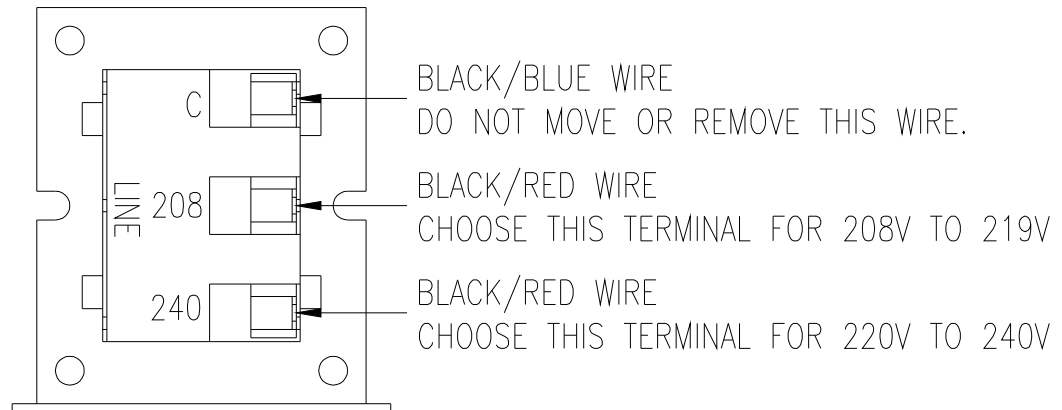 C
BLACK/BLUE WIRE
DO NOT MOVE OR REMOVE THIS WIRE.
LINE
208
BLACK/RED WIRE
CHOOSE THIS TERMINAL FOR 208V TO 219V
240
BLACK/RED WIRE
CHOOSE THIS TERMINAL FOR 220V TO 240V